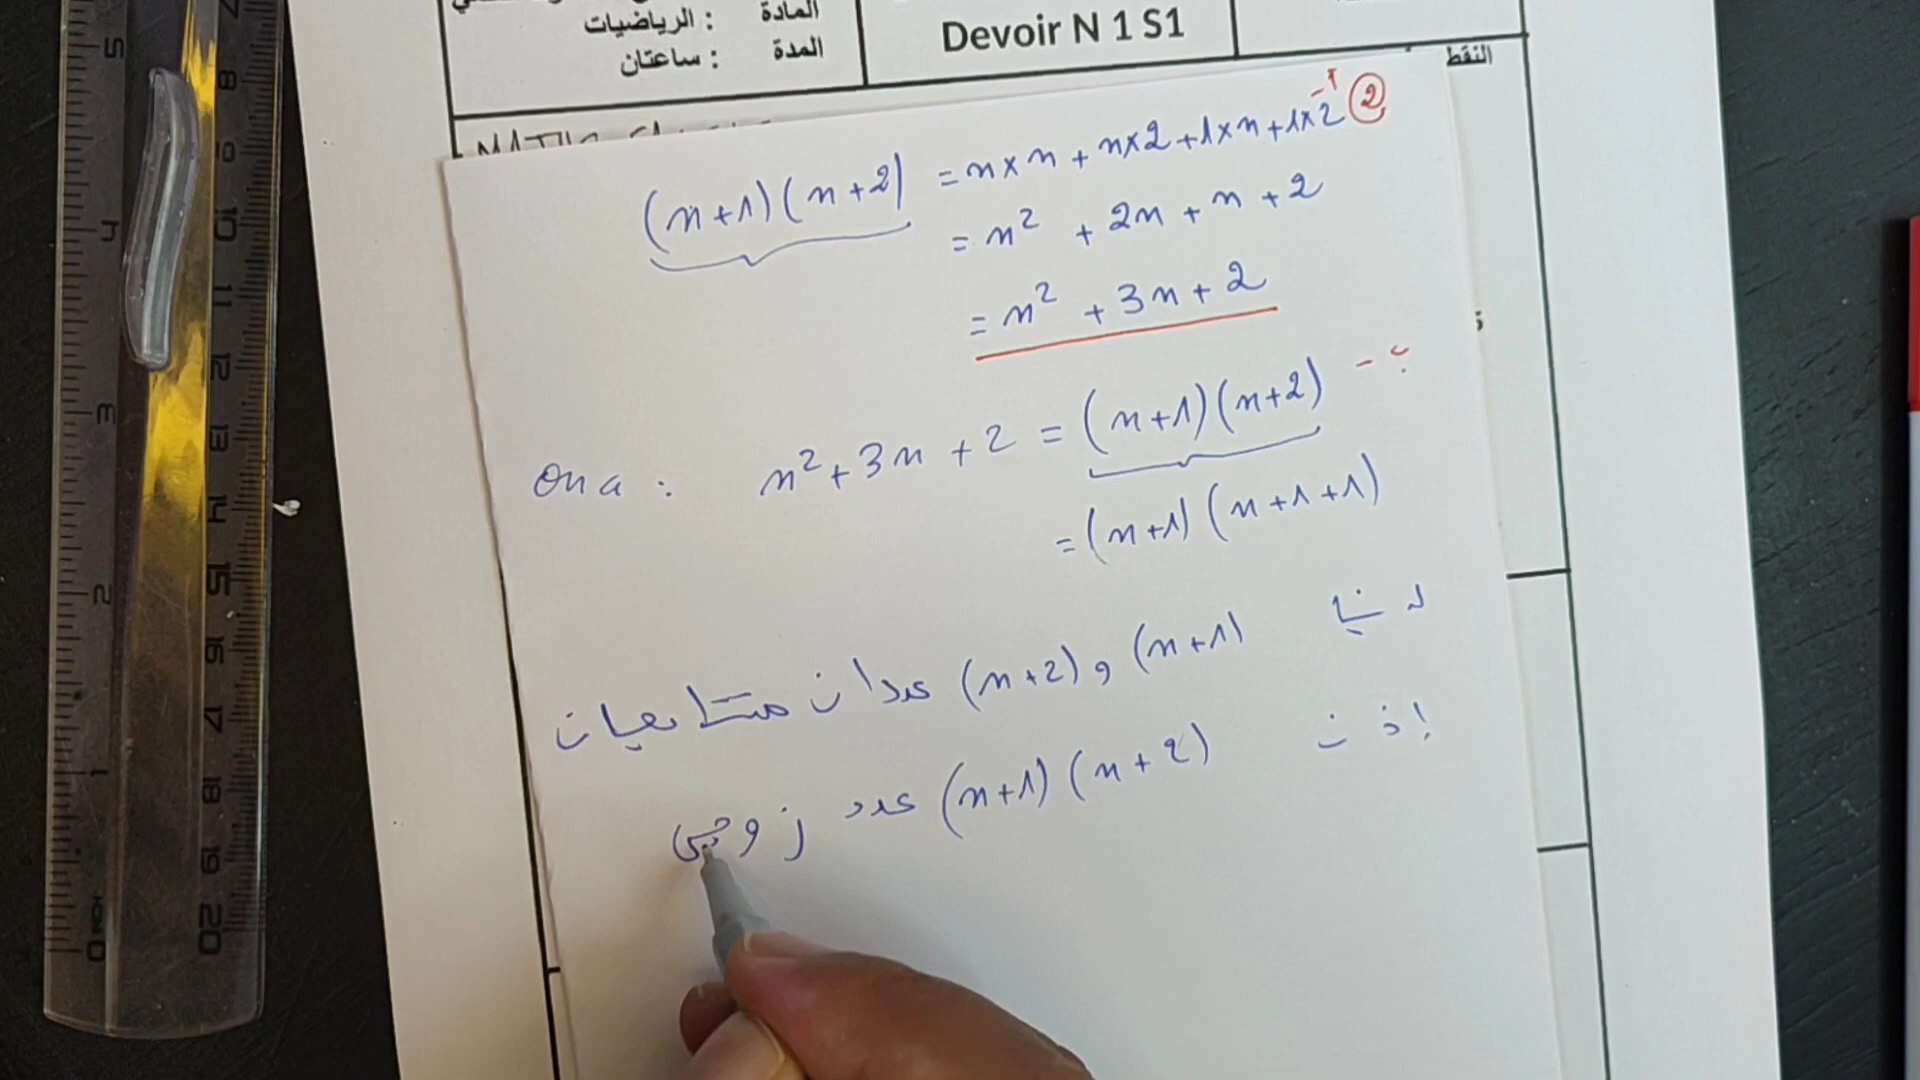 المادة : الرياضيات
المدة : ساعتان
Devoir N 1 S1
النقط
(n+1)(n+2) = n×n + n×2 + 1×n + 1×2 ② أ-
= n² + 2n + n + 2
= n² + 3n + 2
On a : n² + 3n + 2 = (n+1)(n+2) ب-
= (n+1)(n+1+1)
لدينا (n+1) و (n+2) عددان متتابعان
إذن (n+1)(n+2) عدد زوجي